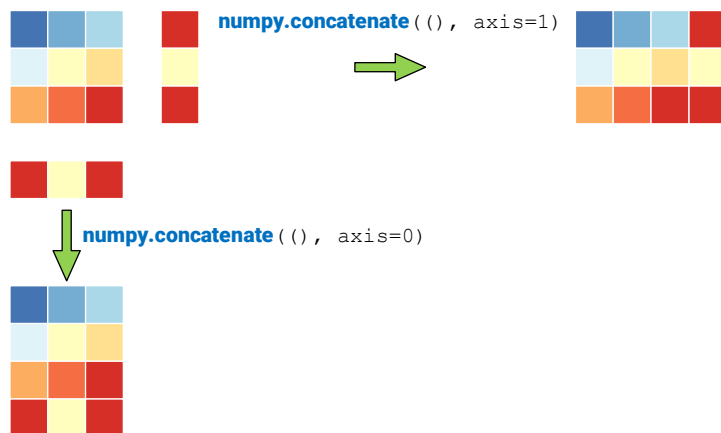 numpy.concatenate((), axis=1)
numpy.concatenate((), axis=0)